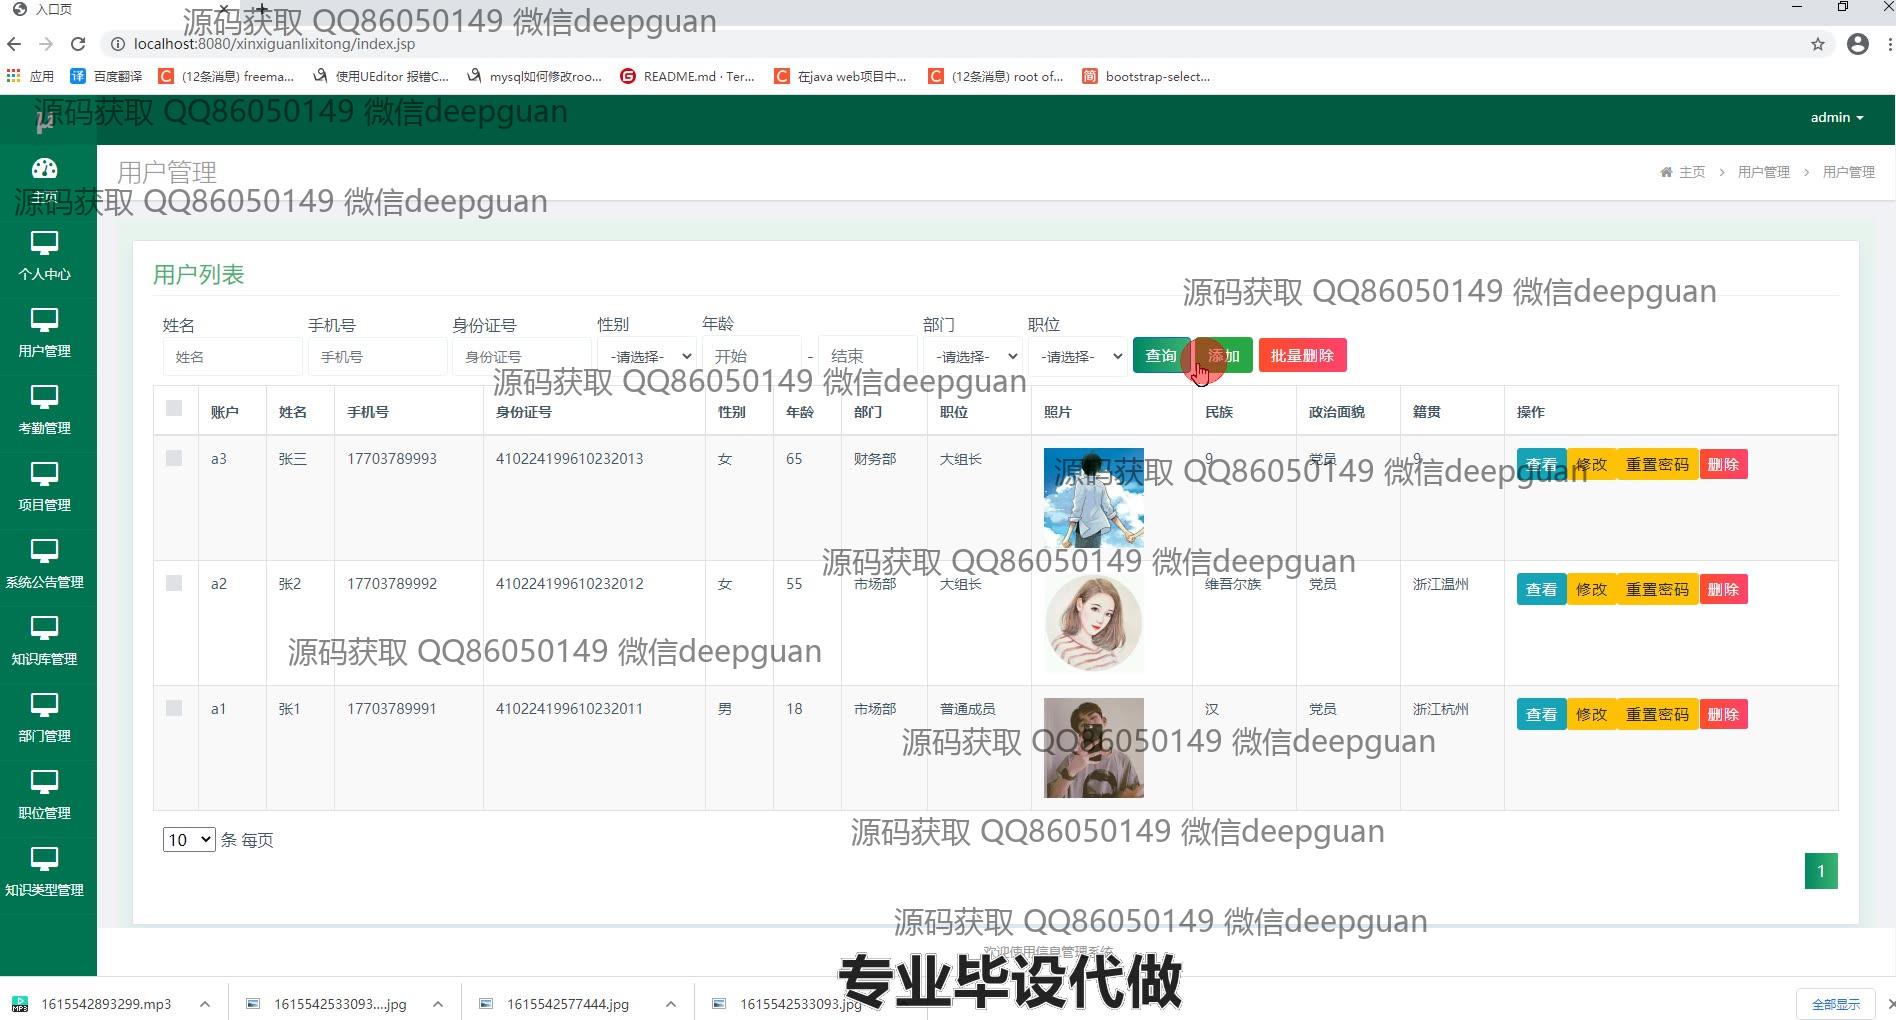 入口页
源码获取 QQ86050149 微信deepguan
localhost:8080/xinxiguanlixitong/index.jsp
应用 百度翻译 (12条消息) freema... 使用UEditor 报错C... mysql如何修改roo... README.md · Ter... 在java web项目中... (12条消息) root of... bootstrap-select...
源码获取 QQ86050149 微信deepguan
admin
用户管理
主页 > 用户管理 > 用户管理
主页
源码获取 QQ86050149 微信deepguan
个人中心
用户管理
考勤管理
项目管理
系统公告管理
知识库管理
部门管理
职位管理
知识类型管理
用户列表
源码获取 QQ86050149 微信deepguan
姓名 手机号 身份证号 性别 年龄 部门 职位
姓名 手机号 身份证号 -请选择- 开始 - 结束 -请选择- -请选择- 查询 添加 批量删除
源码获取 QQ86050149 微信deepguan
账户 姓名 手机号 身份证号 性别 年龄 部门 职位 照片 民族 政治面貌 籍贯 操作
a3 张三 17703789993 410224199610232013 女 65 财务部 大组长 9 党员 9 查看 修改 重置密码 删除
源码获取 QQ86050149 微信deepguan
源码获取 QQ86050149 微信deepguan
a2 张2 17703789992 410224199610232012 女 55 市场部 大组长 维吾尔族 党员 浙江温州 查看 修改 重置密码 删除
源码获取 QQ86050149 微信deepguan
a1 张1 17703789991 410224199610232011 男 18 市场部 普通成员 汉 党员 浙江杭州 查看 修改 重置密码 删除
源码获取 QQ86050149 微信deepguan
10 条 每页
源码获取 QQ86050149 微信deepguan
1
源码获取 QQ86050149 微信deepguan
欢迎使用信息管理系统
专业毕设代做
1615542893299.mp3 1615542533093....jpg 1615542577444.jpg 1615542533093.jpg 全部显示